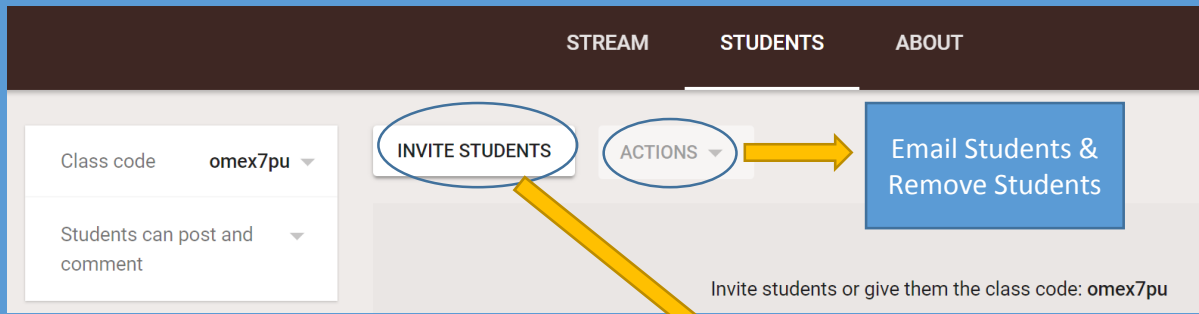 STREAM STUDENTS ABOUT
Class code omex7pu
INVITE STUDENTS
ACTIONS
Email Students &
Remove Students
Students can post and
comment
Invite students or give them the class code: omex7pu